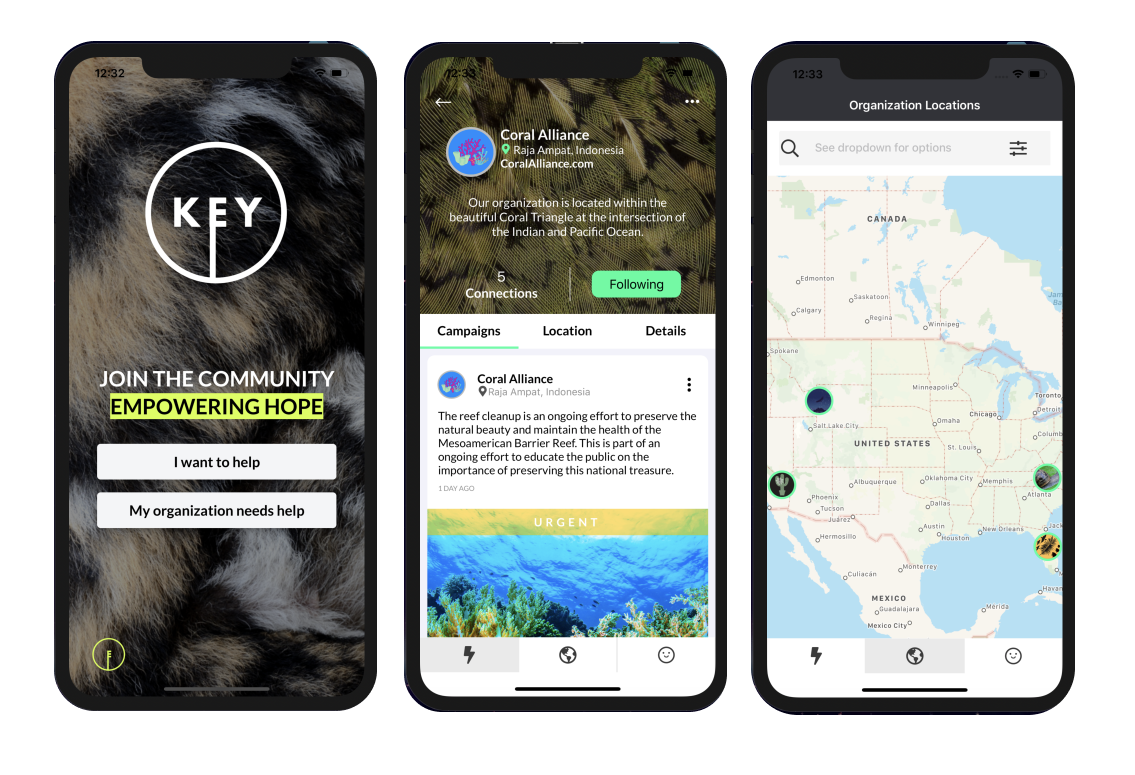 12:32
KEY
JOIN THE COMMUNITY
EMPOWERING HOPE
I want to help
My organization needs help
F
12:33
Coral Alliance
Raja Ampat, Indonesia
CoralAlliance.com
Our organization is located within the
beautiful Coral Triangle at the intersection of
the Indian and Pacific Ocean.
5
Connections
Following
Campaigns Location Details
Coral Alliance
Raja Ampat, Indonesia
The reef cleanup is an ongoing effort to preserve the
natural beauty and maintain the health of the
Mesoamerican Barrier Reef. This is part of an
ongoing effort to educate the public on the
importance of preserving this national treasure.
1 DAY AGO
URGENT
12:33
Organization Locations
See dropdown for options
CANADA
Edmonton
Saskatoon
Calgary
Regina
Winnipeg
Jam
Ba
Spokane
Minneapolis
Toronto
Chicago
Detroit
Omaha
Salt Lake City
Columb
UNITED STATES
St. Louis
Albuquerque
Oklahoma City
Memphis
Atlanta
Phoenix
Dallas
Tucson
Juárez
Austin
New Orleans
Jack
Hermosillo
Houston
Monterrey
Culiacán
Havan
MEXICO
Guadalajara
Merida
Mexico City